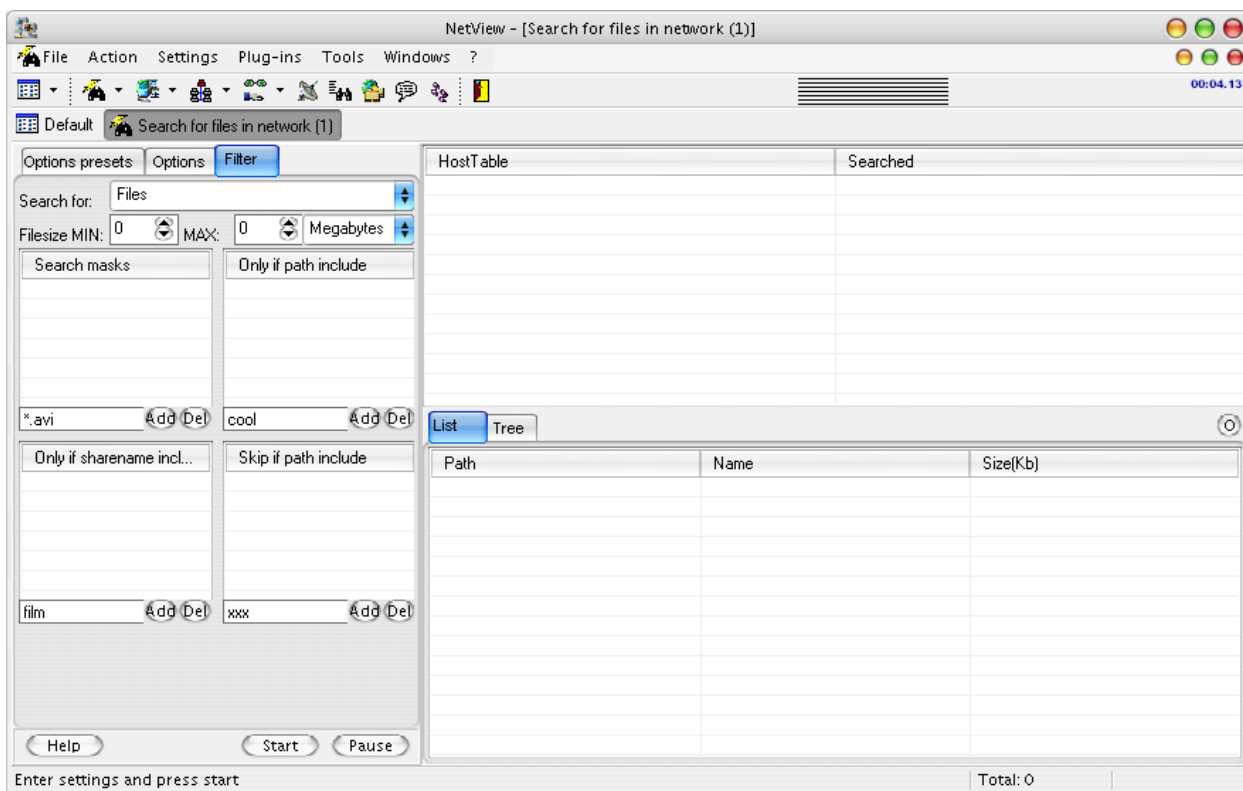 NetView - [Search for files in network (1)]
File Action Settings Plug-ins Tools Windows ?
00:04.13
Default Search for files in network (1)
Options presets Options Filter
HostTable Searched
Search for: Files
Filesize MIN: 0 MAX: 0 Megabytes
Search masks Only if path include
*.avi Add Del cool Add Del
List Tree
Only if sharename incl... Skip if path include
Path Name Size(Kb)
film Add Del xxx Add Del
Help Start Pause
Enter settings and press start Total: 0